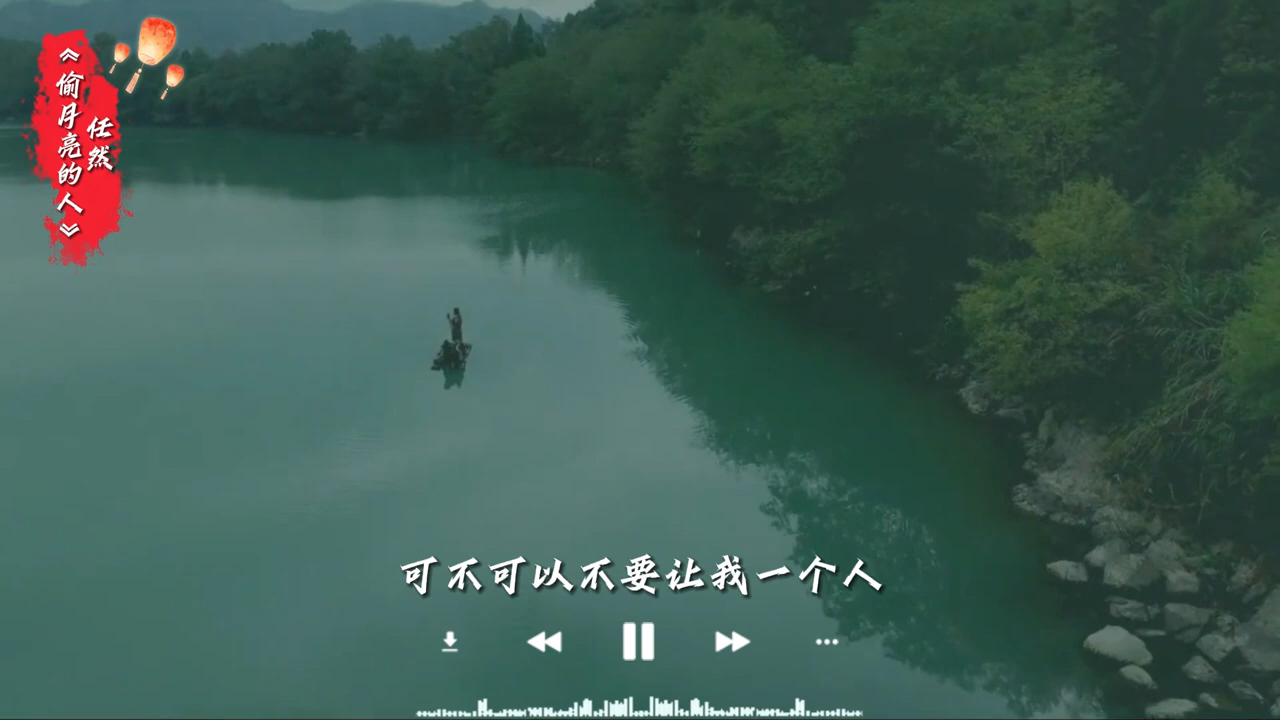 《偷月亮的人》
任然
可不可以不要让我一个人